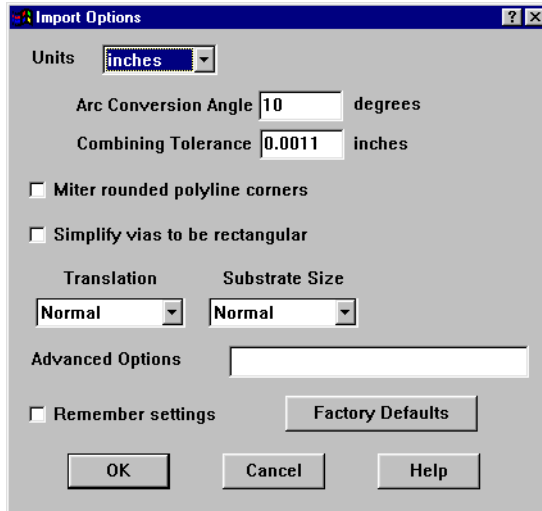 Import Options
Units inches
Arc Conversion Angle 10 degrees
Combining Tolerance 0.0011 inches
Miter rounded polyline corners
Simplify vias to be rectangular
Translation Substrate Size
Normal Normal
Advanced Options
Remember settings Factory Defaults
OK Cancel Help